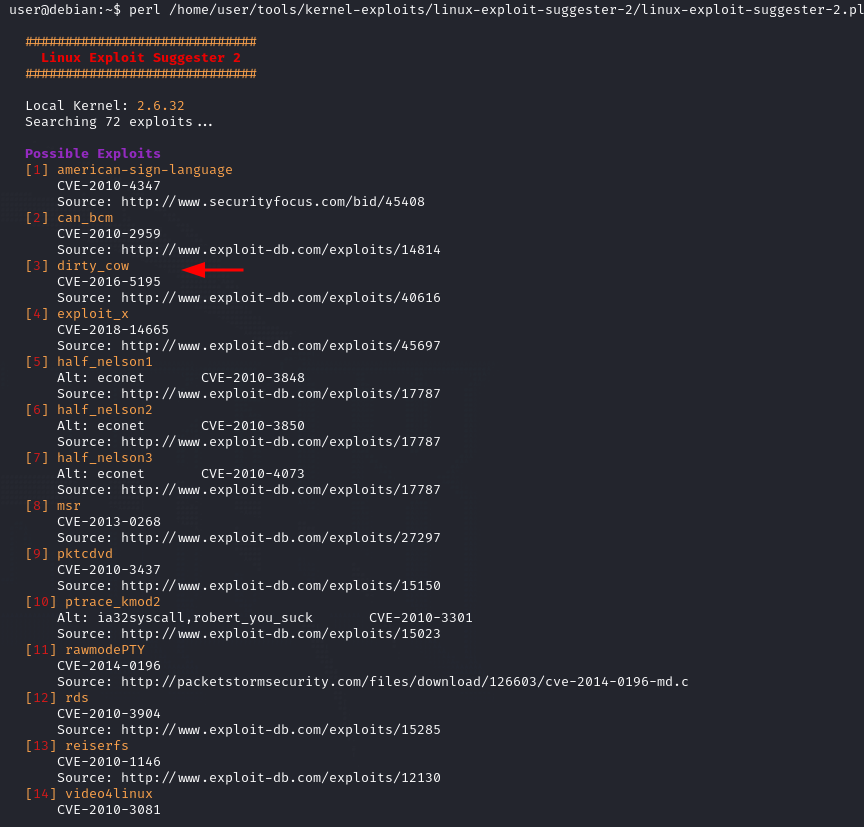 user@debian:~$ perl /home/user/tools/kernel-exploits/linux-exploit-suggester-2/linux-exploit-suggester-2.pl
#############################
Linux Exploit Suggester 2
#############################
Local Kernel: 2.6.32
Searching 72 exploits...
Possible Exploits
[1] american-sign-language
CVE-2010-4347
Source: http://www.securityfocus.com/bid/45408
[2] can_bcm
CVE-2010-2959
Source: http://www.exploit-db.com/exploits/14814
[3] dirty_cow
CVE-2016-5195
Source: http://www.exploit-db.com/exploits/40616
[4] exploit_x
CVE-2018-14665
Source: http://www.exploit-db.com/exploits/45697
[5] half_nelson1
Alt: econet       CVE-2010-3848
Source: http://www.exploit-db.com/exploits/17787
[6] half_nelson2
Alt: econet       CVE-2010-3850
Source: http://www.exploit-db.com/exploits/17787
[7] half_nelson3
Alt: econet       CVE-2010-4073
Source: http://www.exploit-db.com/exploits/17787
[8] msr
CVE-2013-0268
Source: http://www.exploit-db.com/exploits/27297
[9] pktcdvd
CVE-2010-3437
Source: http://www.exploit-db.com/exploits/15150
[10] ptrace_kmod2
Alt: ia32syscall,robert_you_suck       CVE-2010-3301
Source: http://www.exploit-db.com/exploits/15023
[11] rawmodePTY
CVE-2014-0196
Source: http://packetstormsecurity.com/files/download/126603/cve-2014-0196-md.c
[12] rds
CVE-2010-3904
Source: http://www.exploit-db.com/exploits/15285
[13] reiserfs
CVE-2010-1146
Source: http://www.exploit-db.com/exploits/12130
[14] video4linux
CVE-2010-3081